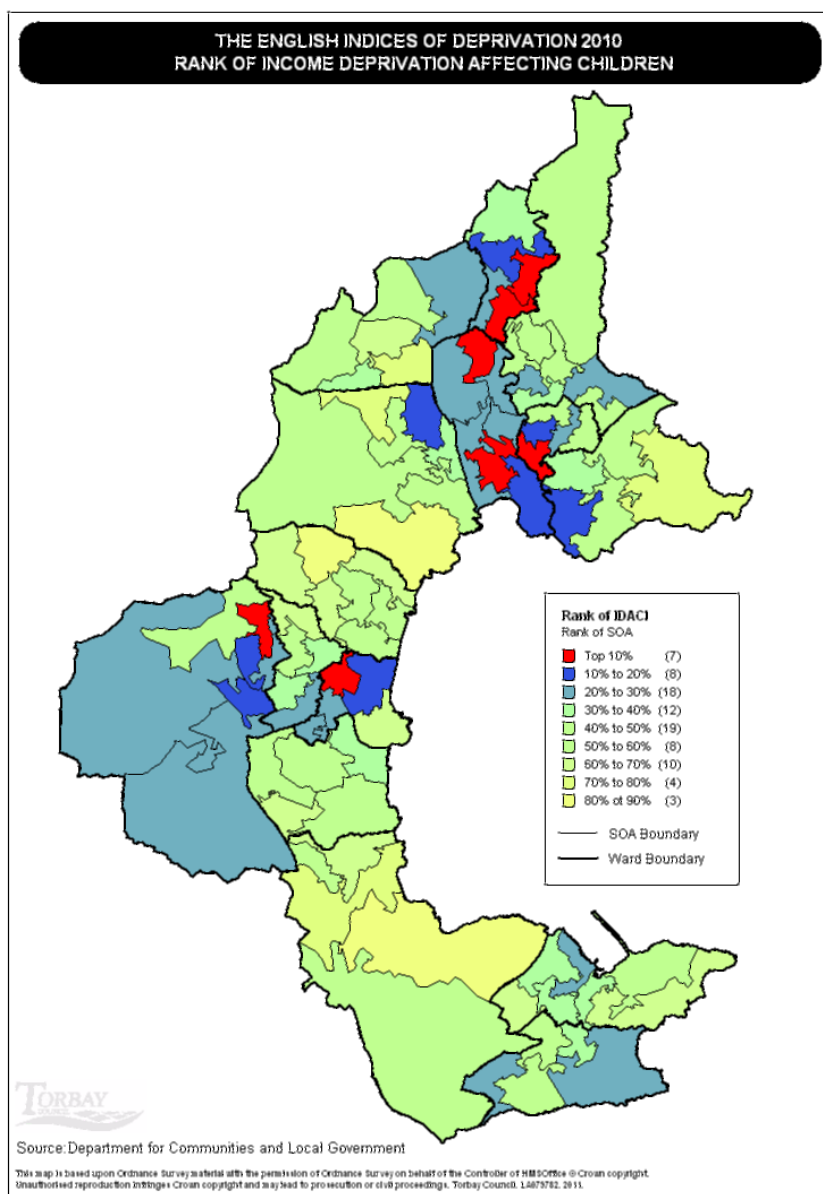 THE ENGLISH INDICES OF DEPRIVATION 2010
RANK OF INCOME DEPRIVATION AFFECTING CHILDREN
Rank of IDACI
Rank of SOA
Top 10% (7)
10% to 20% (8)
20% to 30% (18)
30% to 40% (12)
40% to 50% (19)
50% to 60% (8)
60% to 70% (10)
70% to 80% (4)
80% ot 90% (3)
SOA Boundary
Ward Boundary
TORBAY
COUNCIL
Source:Department for Communities and Local Government
This map is based upon Ordnance Survey material with the permission of Ordnance Survey on behalf of the Controller of HMSOffice © Crown copyright.
Unauthorised reproduction infringes Crown copyright and may lead to prosecution or civil proceedings. Torbay Council. LA079782. 2011.